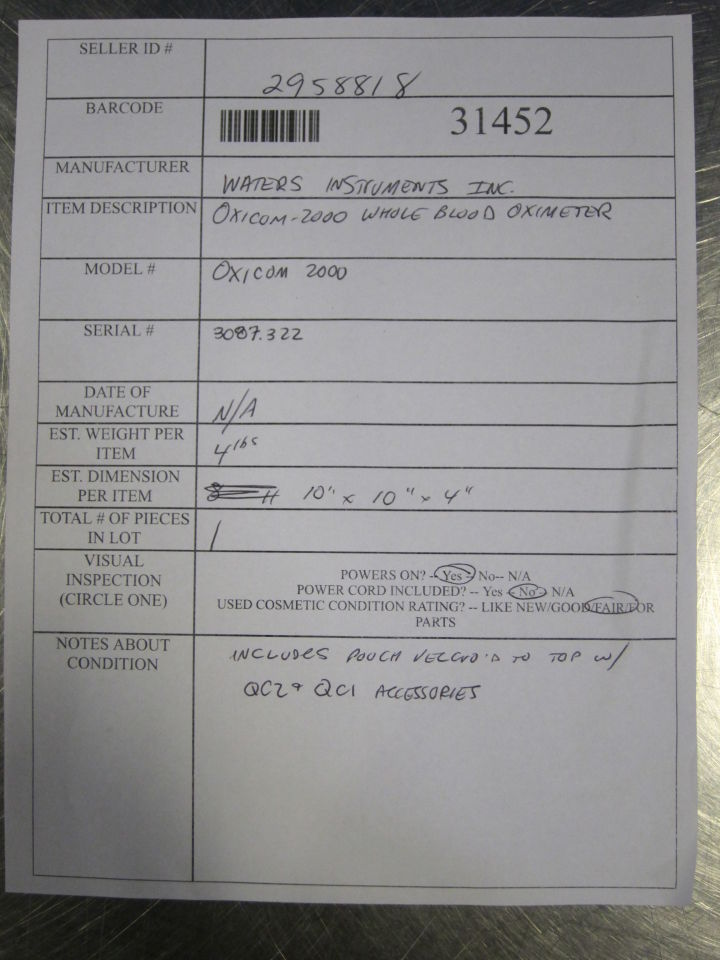 SELLER ID #
2958818
BARCODE
31452
MANUFACTURER
WATERS INSTRUMENTS INC.
ITEM DESCRIPTION
OXICOM-2000 WHOLE BLOOD OXIMETER
MODEL #
OXICOM 2000
SERIAL #
3087.322
DATE OF
MANUFACTURE
N/A
EST. WEIGHT PER
ITEM
4 lbs
EST. DIMENSION
PER ITEM
10" x 10" x 4"
TOTAL # OF PIECES
IN LOT
1
VISUAL
INSPECTION
(CIRCLE ONE)
POWERS ON? -- Yes -- No-- N/A
POWER CORD INCLUDED? -- Yes -- No -- N/A
USED COSMETIC CONDITION RATING? -- LIKE NEW/GOOD/FAIR/FOR
PARTS
NOTES ABOUT
CONDITION
INCLUDES POUCH VELCRO'D TO TOP W/
QC2 & QC1 ACCESSORIES